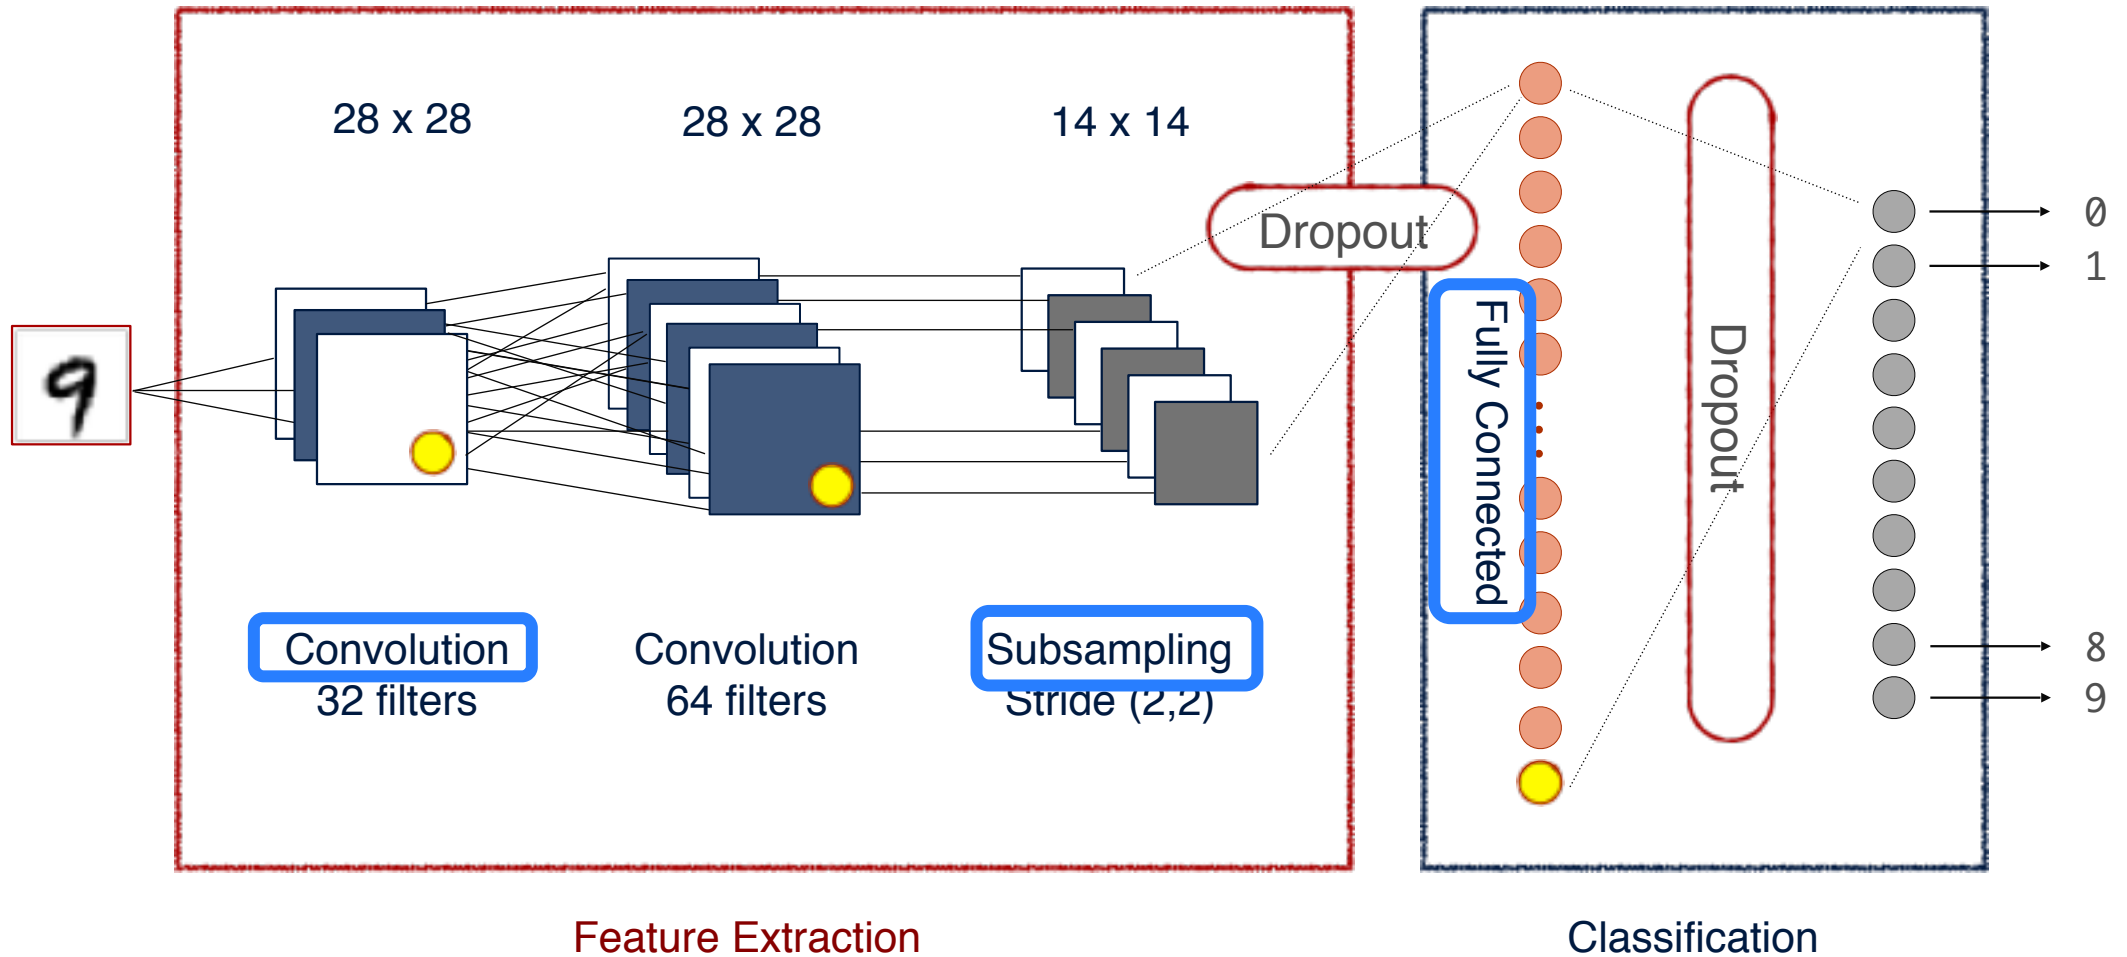 28 x 28
28 x 28
14 x 14
Dropout
9
Convolution
32 filters
Convolution
64 filters
Subsampling
Stride (2,2)
Fully Connected
Dropout
0
1
8
9
Feature Extraction
Classification